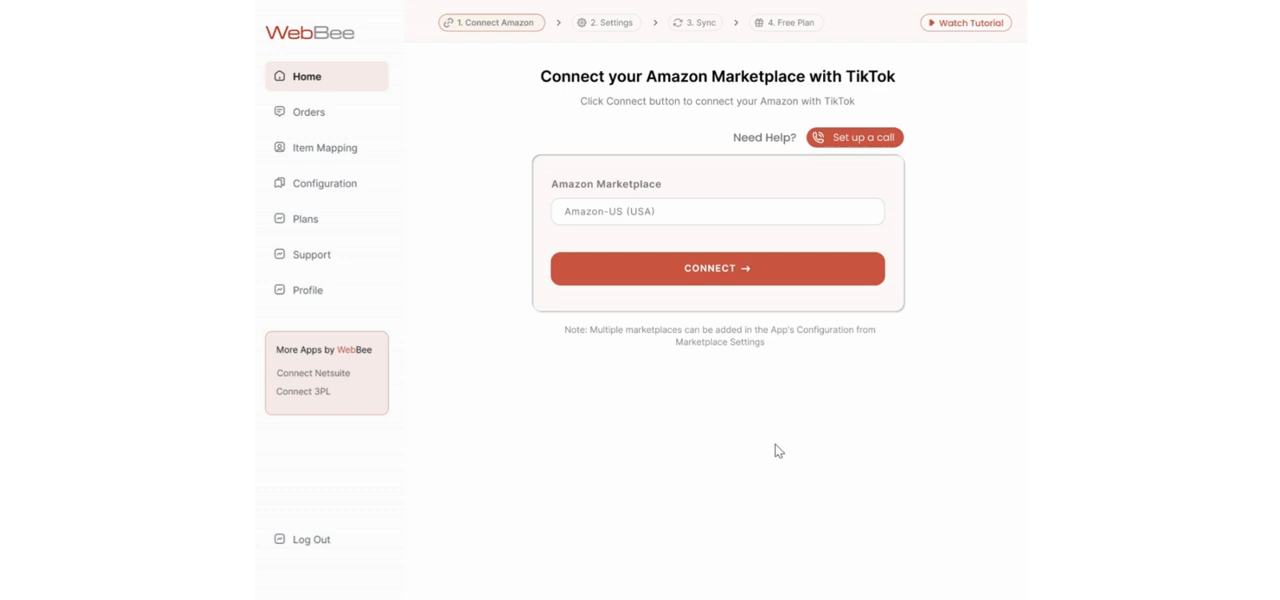 WebBee
Home
Orders
Item Mapping
Configuration
Plans
Support
Profile
More Apps by WebBee
Connect Netsuite
Connect 3PL
Log Out
1. Connect Amazon
2. Settings
3. Sync
4. Free Plan
Watch Tutorial
Connect your Amazon Marketplace with TikTok
Click Connect button to connect your Amazon with TikTok
Need Help?
Set up a call
Amazon Marketplace
Amazon-US (USA)
CONNECT →
Note: Multiple marketplaces can be added in the App's Configuration from
Marketplace Settings